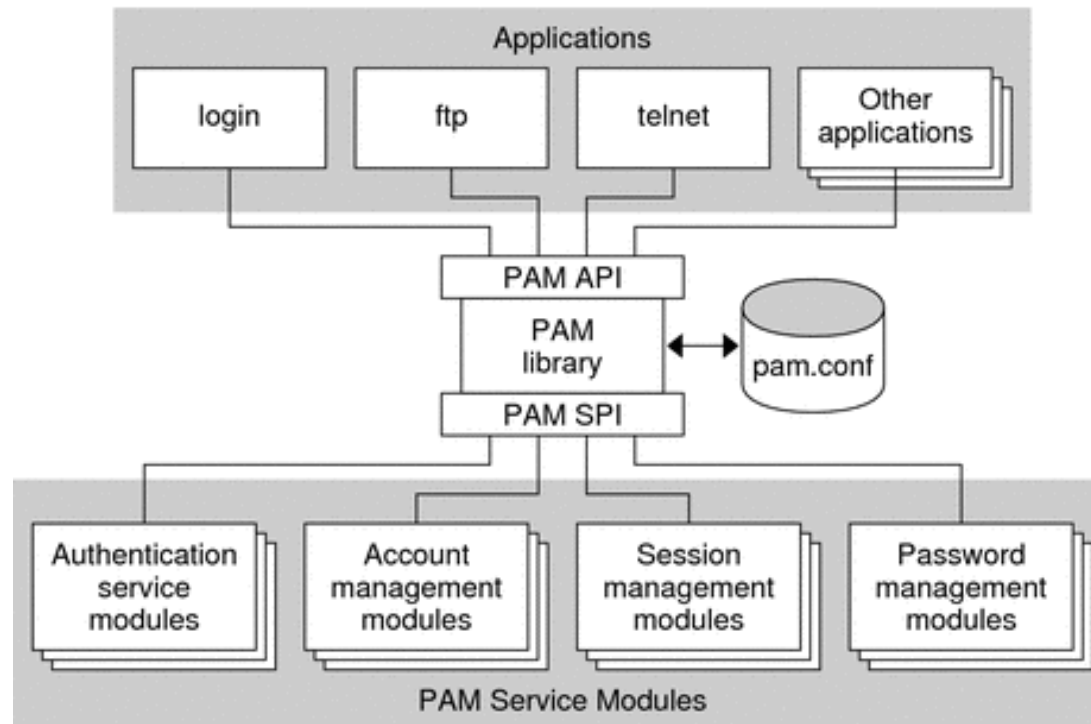 Applications
login
ftp
telnet
Other
applications
PAM API
PAM
library
pam.conf
PAM SPI
Authentication
service
modules
Account
management
modules
Session
management
modules
Password
management
modules
PAM Service Modules